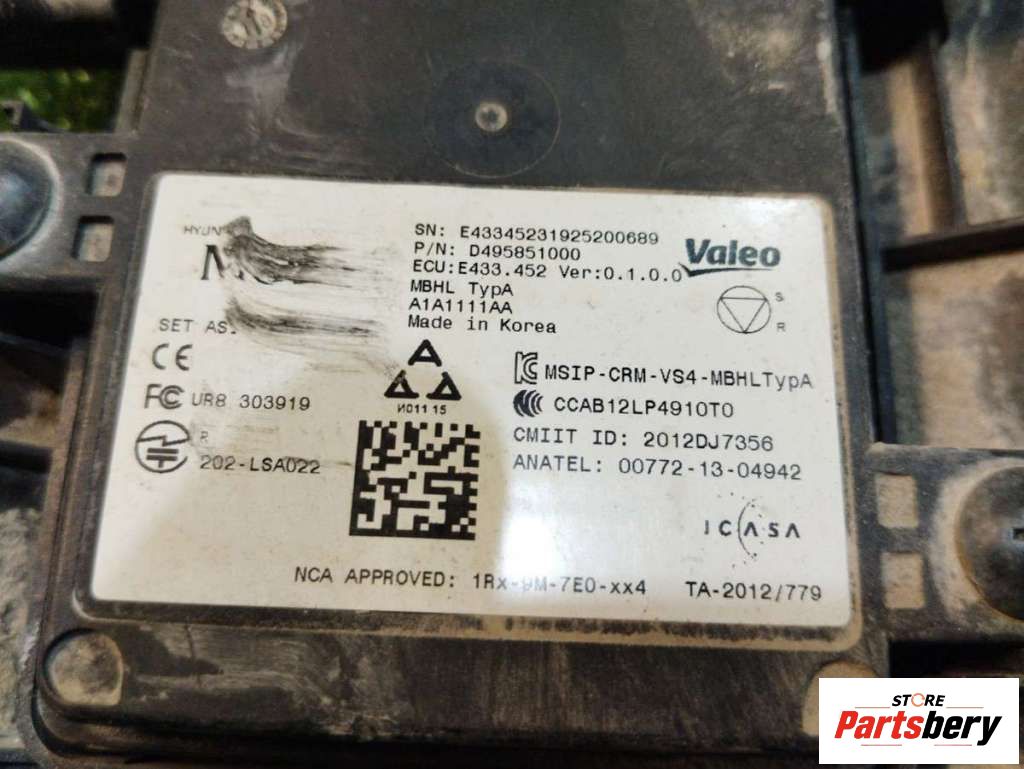 HYUN
SN: E43345231925200689
P/N: D495851000
ECU:E433.452 Ver:0.1.0.0
MBHL TypA
A1A1111AA
Made in Korea
Valeo
S
R
SET AS
CE
FC UR8 303919
R
202-LSA022
И011 15
MSIP-CRM-VS4-MBHLTypA
CCAB12LP4910T0
CMIIT ID: 2012DJ7356
ANATEL: 00772-13-04942
ICASA
NCA APPROVED: 1RX-9M-7E0-xx4
TA-2012/779
STORE
Partsbery